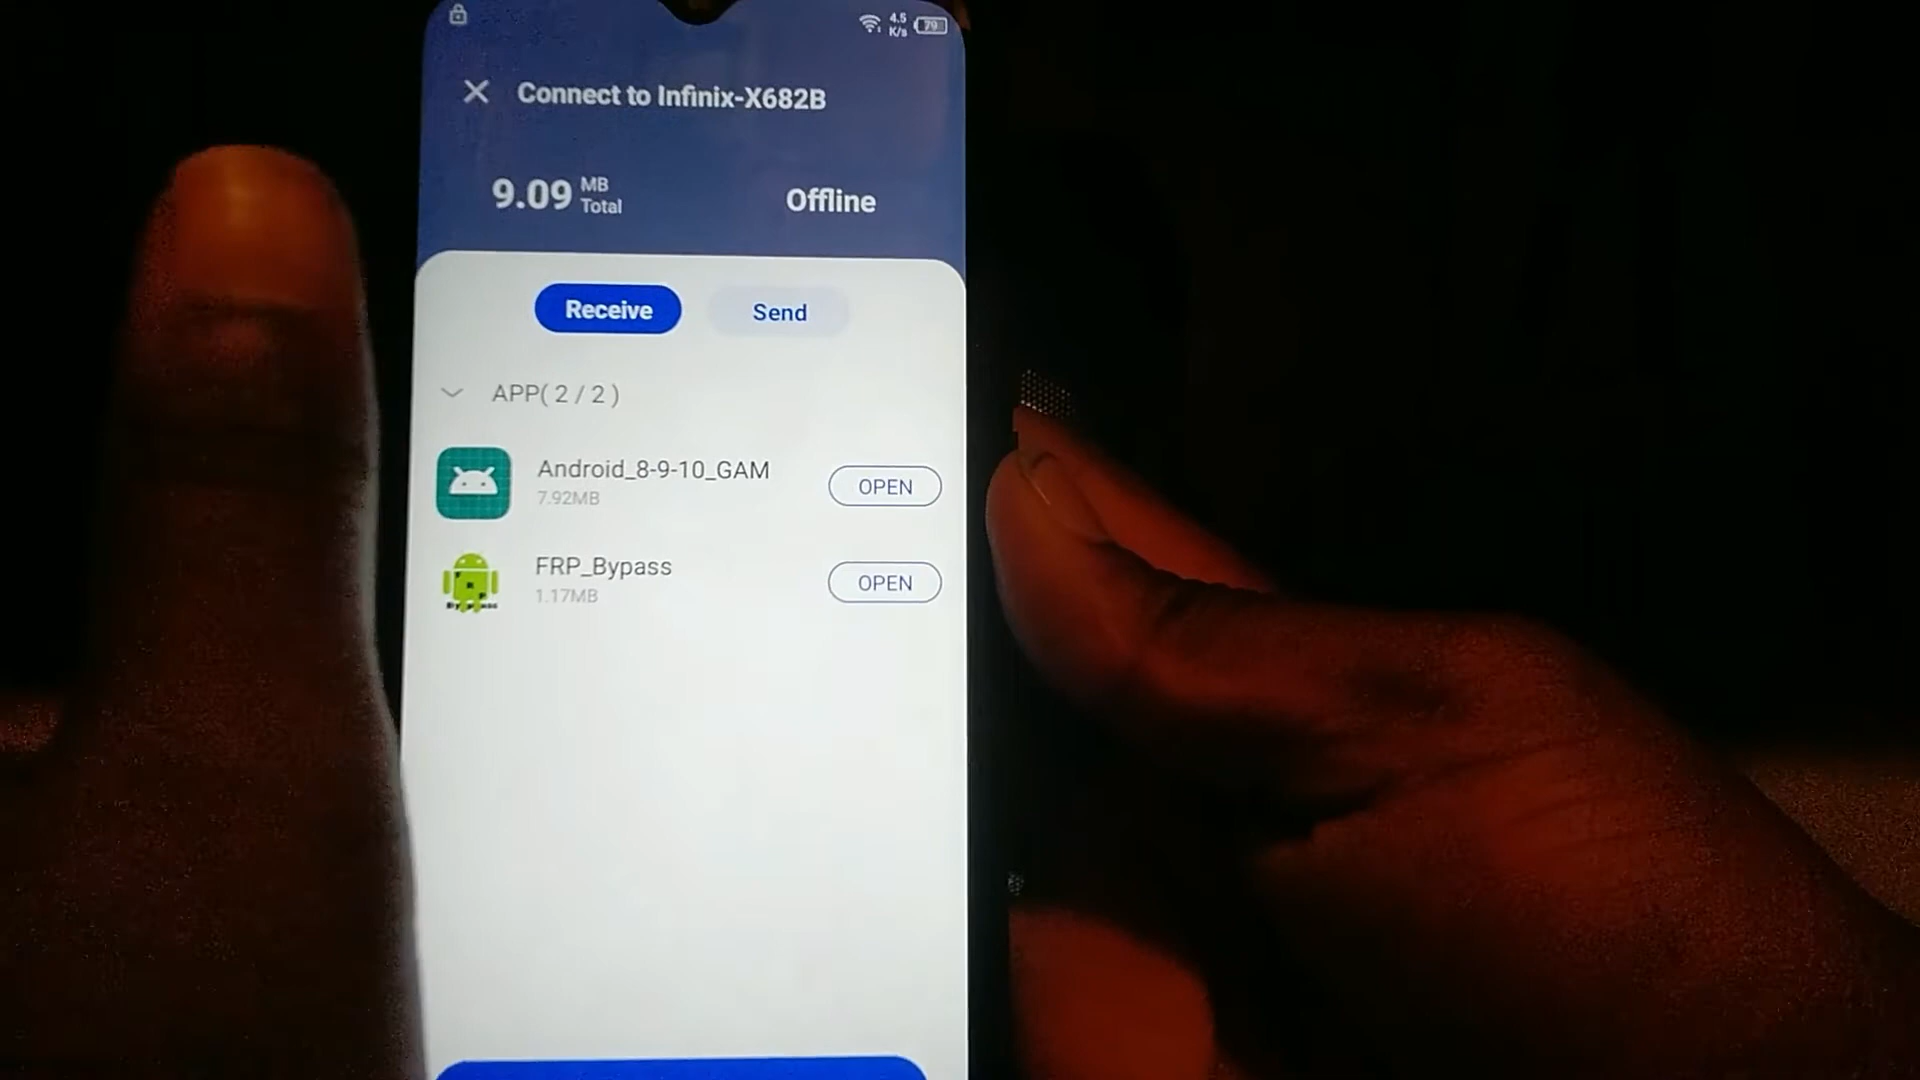 4.5
K/s
79
Connect to Infinix-X682B
9.09 MB
Total
Offline
Receive
Send
APP( 2 / 2 )
Android_8-9-10_GAM
7.92MB
OPEN
FRP_Bypass
1.17MB
OPEN